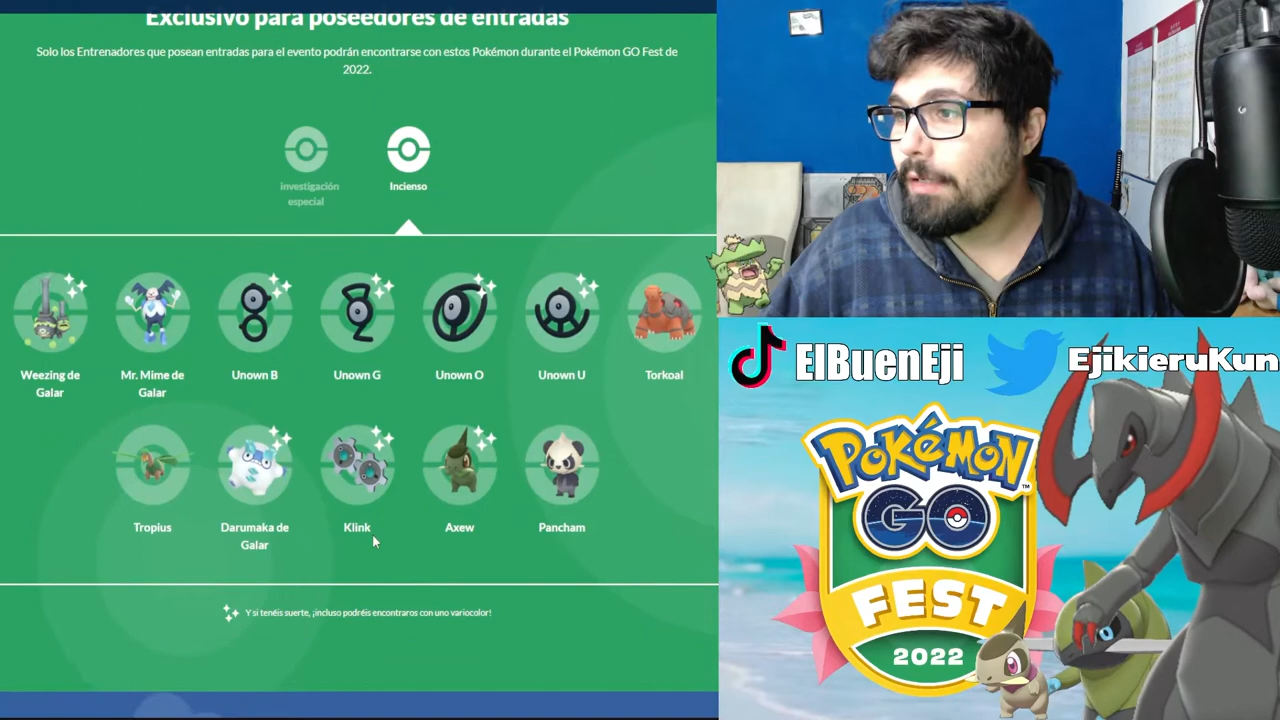 Exclusivo para poseedores de entradas
Solo los Entrenadores que posean entradas para el evento podrán encontrarse con estos Pokémon durante el Pokémon GO Fest de
2022.
investigación
especial
Incienso
Weezing de
Galar
Mr. Mime de
Galar
Unown B
Unown G
Unown O
Unown U
Torkoal
Tropius
Darumaka de
Galar
Klink
Axew
Pancham
Y si tenéis suerte, ¡incluso podréis encontraros con uno variocolor!
ElBuenEji
EjikieruKun
POKéMON
GO
FEST
2022